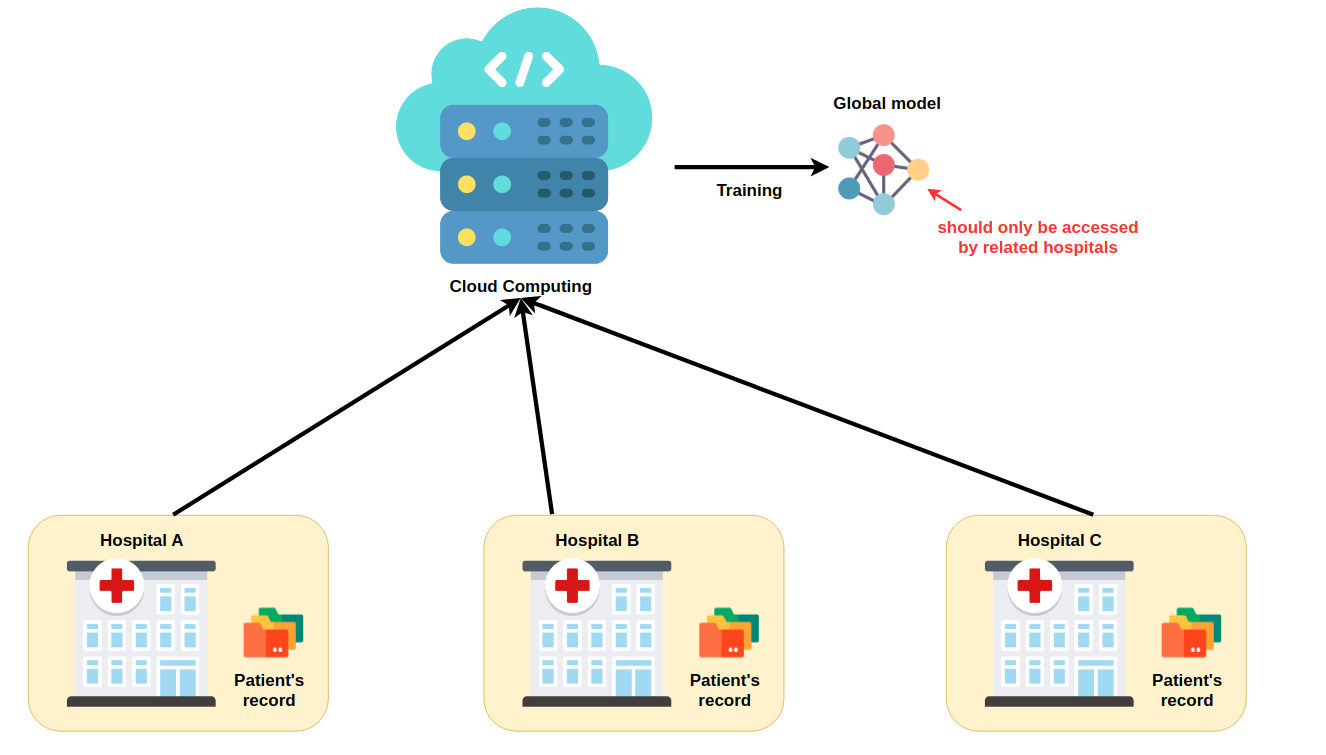 </>
Global model
Training
should only be accessed
by related hospitals
Cloud Computing
Hospital A
Patient's
record
Hospital B
Patient's
record
Hospital C
Patient's
record